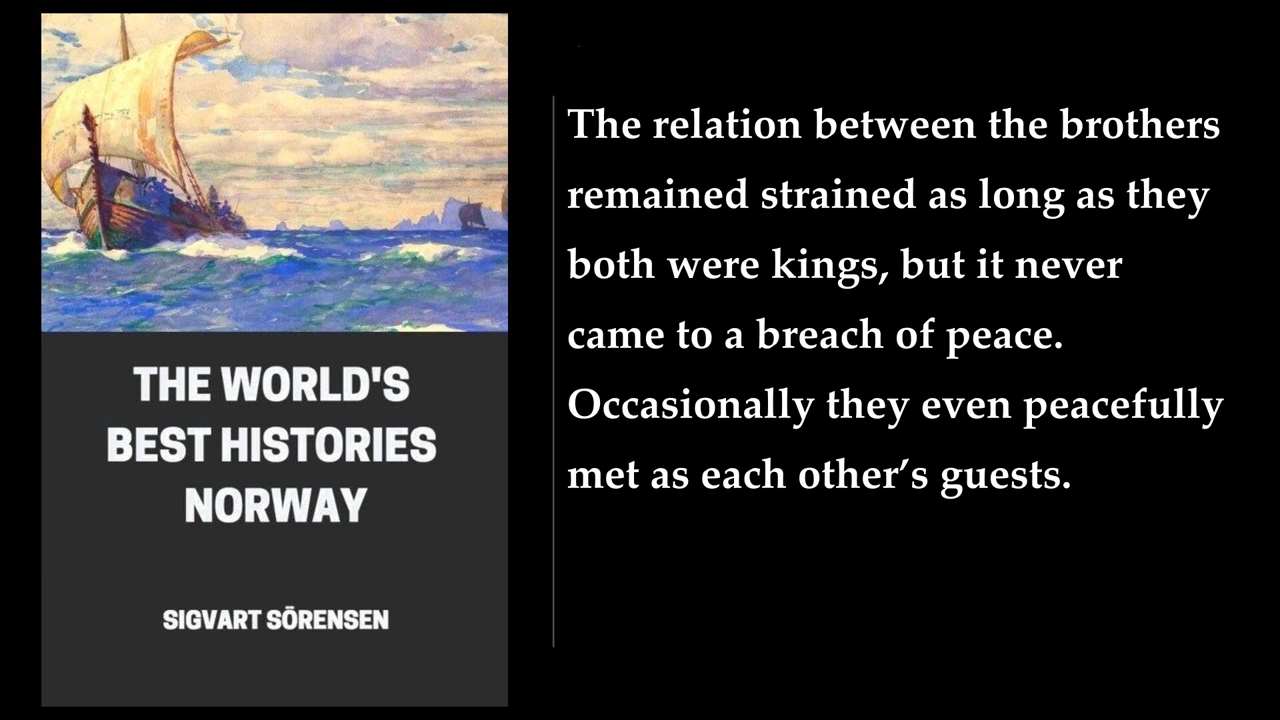 THE WORLD'S
BEST HISTORIES
NORWAY
SIGVART SÖRENSEN
The relation between the brothers
remained strained as long as they
both were kings, but it never
came to a breach of peace.
Occasionally they even peacefully
met as each other’s guests.